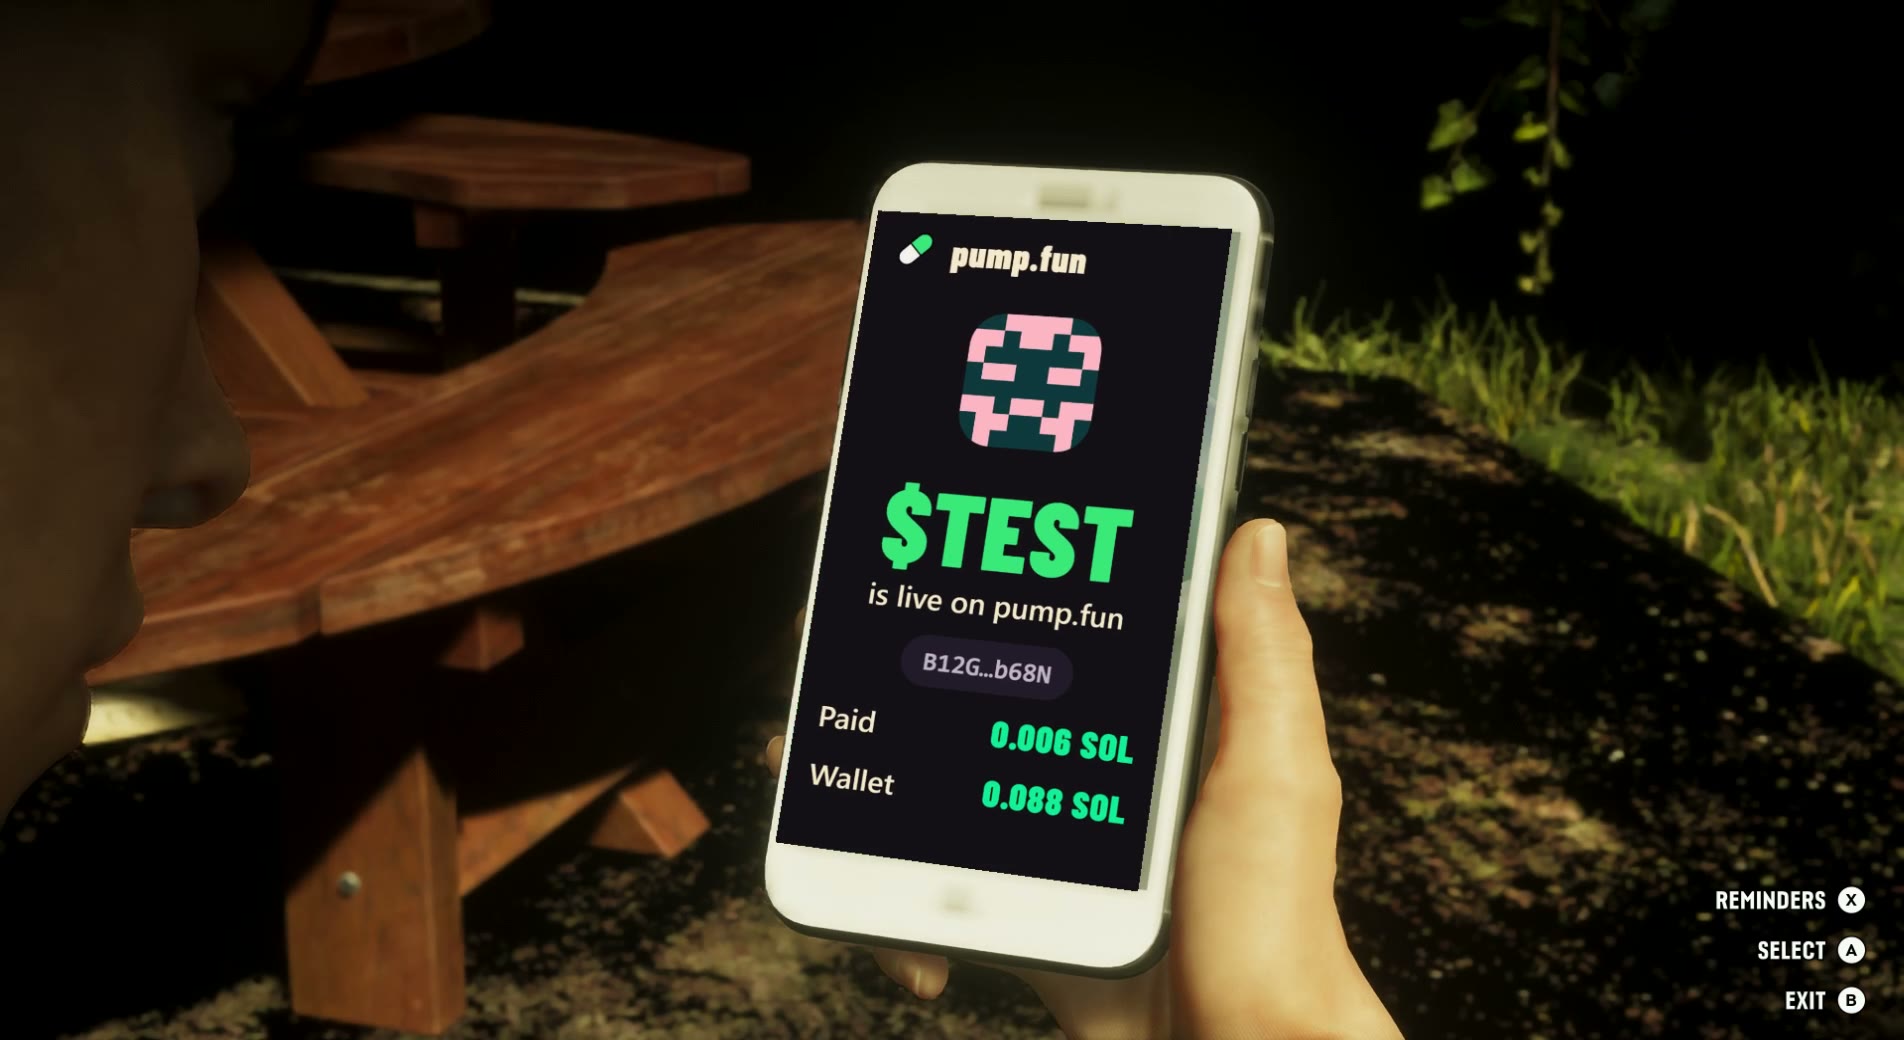 pump.fun
$TEST
is live on pump.fun
B12G...b68N
Paid 0.006 SOL
Wallet 0.088 SOL
REMINDERS X
SELECT A
EXIT B